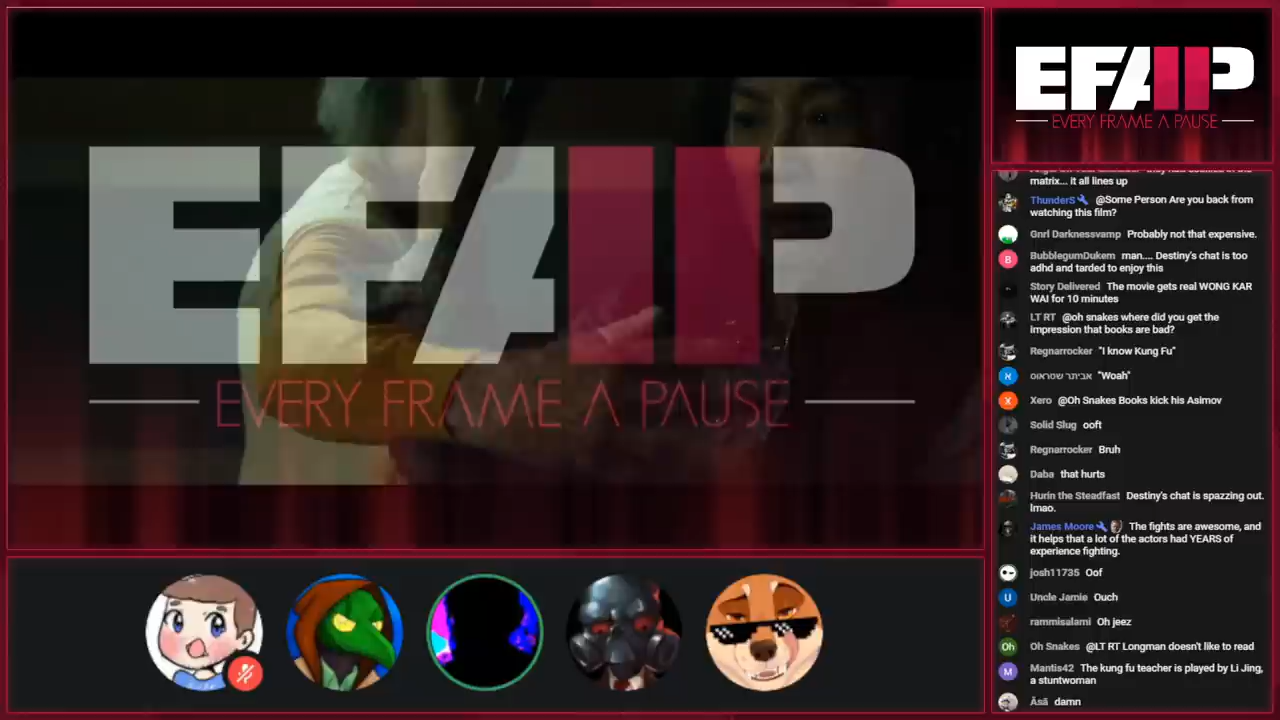 EFAP
EVERY FRAME A PAUSE
EFAP
EVERY FRAME A PAUSE
matrix... it all lines up
ThunderS @Some Person Are you back from
watching this film?
Gnrl Darknessvamp Probably not that expensive.
BubblegumDukem man.... Destiny's chat is too
adhd and tarded to enjoy this
Story Delivered The movie gets real WONG KAR
WAI for 10 minutes
LT RT @oh snakes where did you get the
impression that books are bad?
Regnarrocker "I know Kung Fu"
אביתר שטראוס "Woah"
Xero @Oh Snakes Books kick his Asimov
Solid Slug ooft
Regnarrocker Bruh
Daba that hurts
Hurin the Steadfast Destiny's chat is spazzing out.
lmao.
James Moore The fights are awesome, and
it helps that a lot of the actors had YEARS of
experience fighting.
josh11735 Oof
Uncle Jamie Ouch
rammisalami Oh jeez
Oh Snakes @LT RT Longman doesn't like to read
Mantis42 The kung fu teacher is played by Li Jing,
a stuntwoman
Äsä damn
B
א
X
U
Oh
M